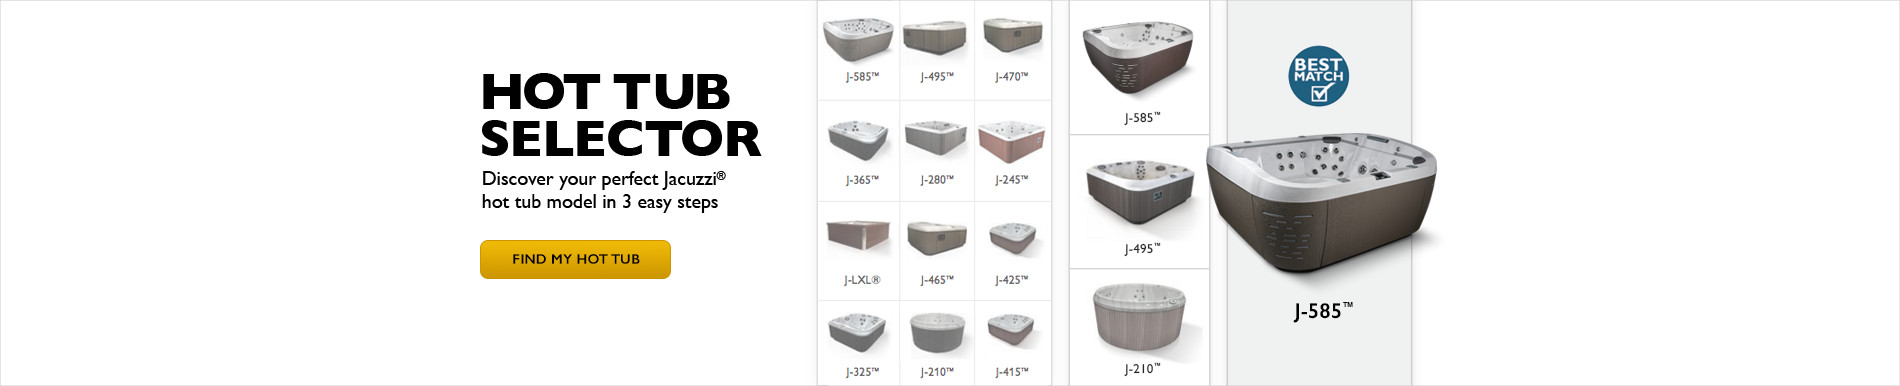 HOT TUB
SELECTOR
Discover your perfect Jacuzzi®
hot tub model in 3 easy steps
FIND MY HOT TUB
J-585™ J-495™ J-470™
J-365™ J-280™ J-245™
J-LXL® J-465™ J-425™
J-325™ J-210™ J-415™
J-585™
J-495™
J-210™
BEST
MATCH
J-585™